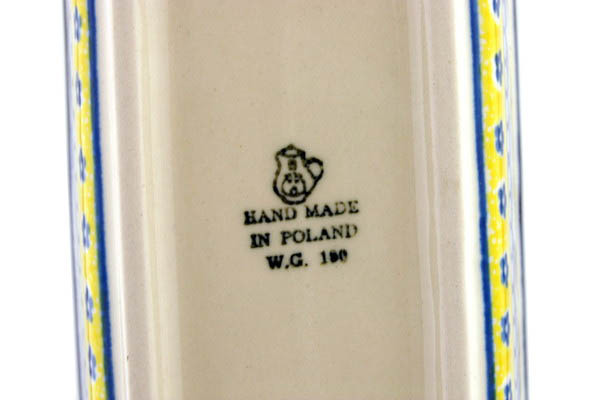 HAND MADE
IN POLAND
W.G. 190